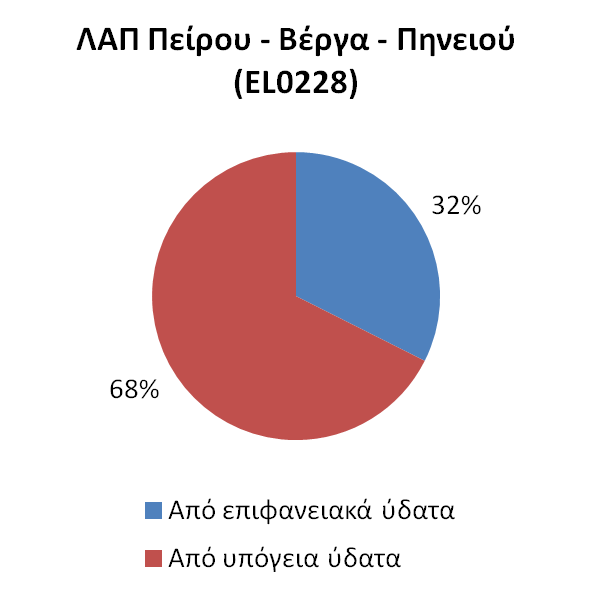 ΛΑΠ Πείρου - Βέργα - Πηνειού
(EL0228)
32%
68%
Από επιφανειακά ύδατα
Από υπόγεια ύδατα